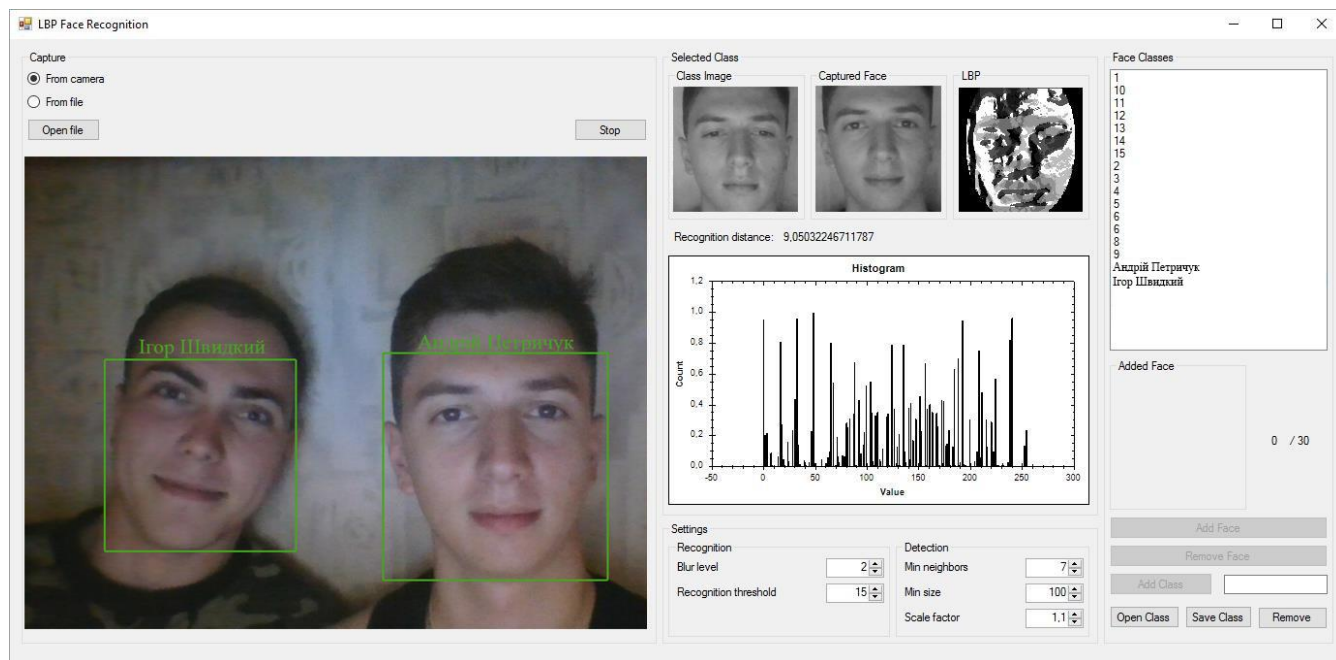 LBP Face Recognition
Capture
From camera
From file
Open file
Stop
Ігор Швидкий
Андрій Петричук
Selected Class
Class Image
Captured Face
LBP
Recognition distance: 9,05032246711787
Histogram
1,2
1,0
0,8
0,6
0,4
0,2
0,0
Count
-50 0 50 100 150 200 250 300
Value
Settings
Recognition
Blur level 2
Recognition threshold 15
Detection
Min neighbors 7
Min size 100
Scale factor 1,1
Face Classes
1
10
11
12
13
14
15
2
3
4
5
6
6
8
9
Андрій Петричук
Ігор Швидкий
Added Face
0 / 30
Add Face
Remove Face
Add Class
Open Class
Save Class
Remove